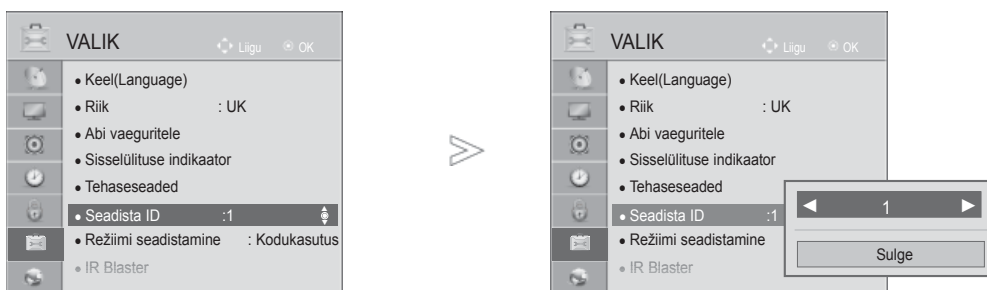 VALIK Liigu OK
• Keel(Language)
• Riik : UK
• Abi vaeguritele
• Sisselülituse indikaator
• Tehaseseaded
• Seadista ID :1
• Režiimi seadistamine : Kodukasutus
• IR Blaster
VALIK Liigu OK
• Keel(Language)
• Riik : UK
• Abi vaeguritele
• Sisselülituse indikaator
• Tehaseseaded
• Seadista ID :1
• Režiimi seadistamine
• IR Blaster
◄ 1 ►
Sulge